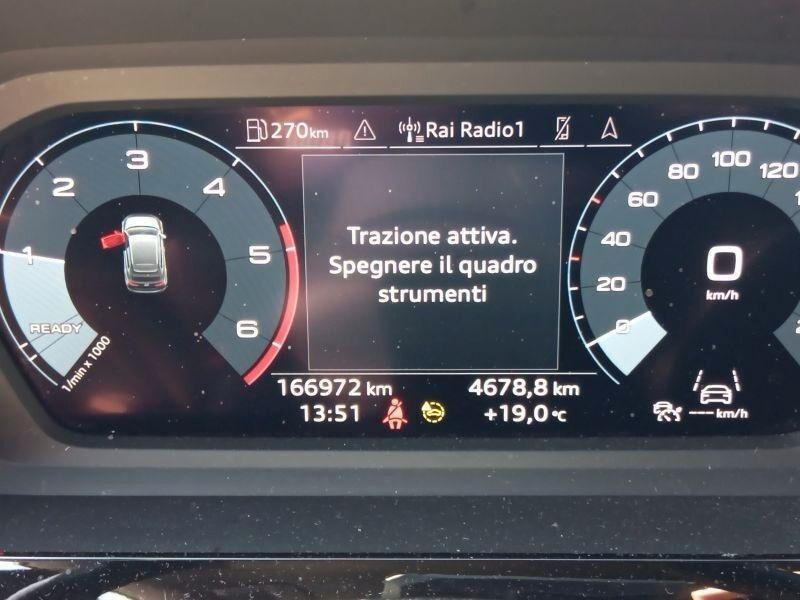 270km
Rai Radio1
1
2
3
4
5
6
READY
1/min x 1000
Trazione attiva.
Spegnere il quadro
strumenti
0
20
40
60
80
100
120
0
km/h
166972 km
4678,8 km
13:51
+19,0 °C
--- km/h